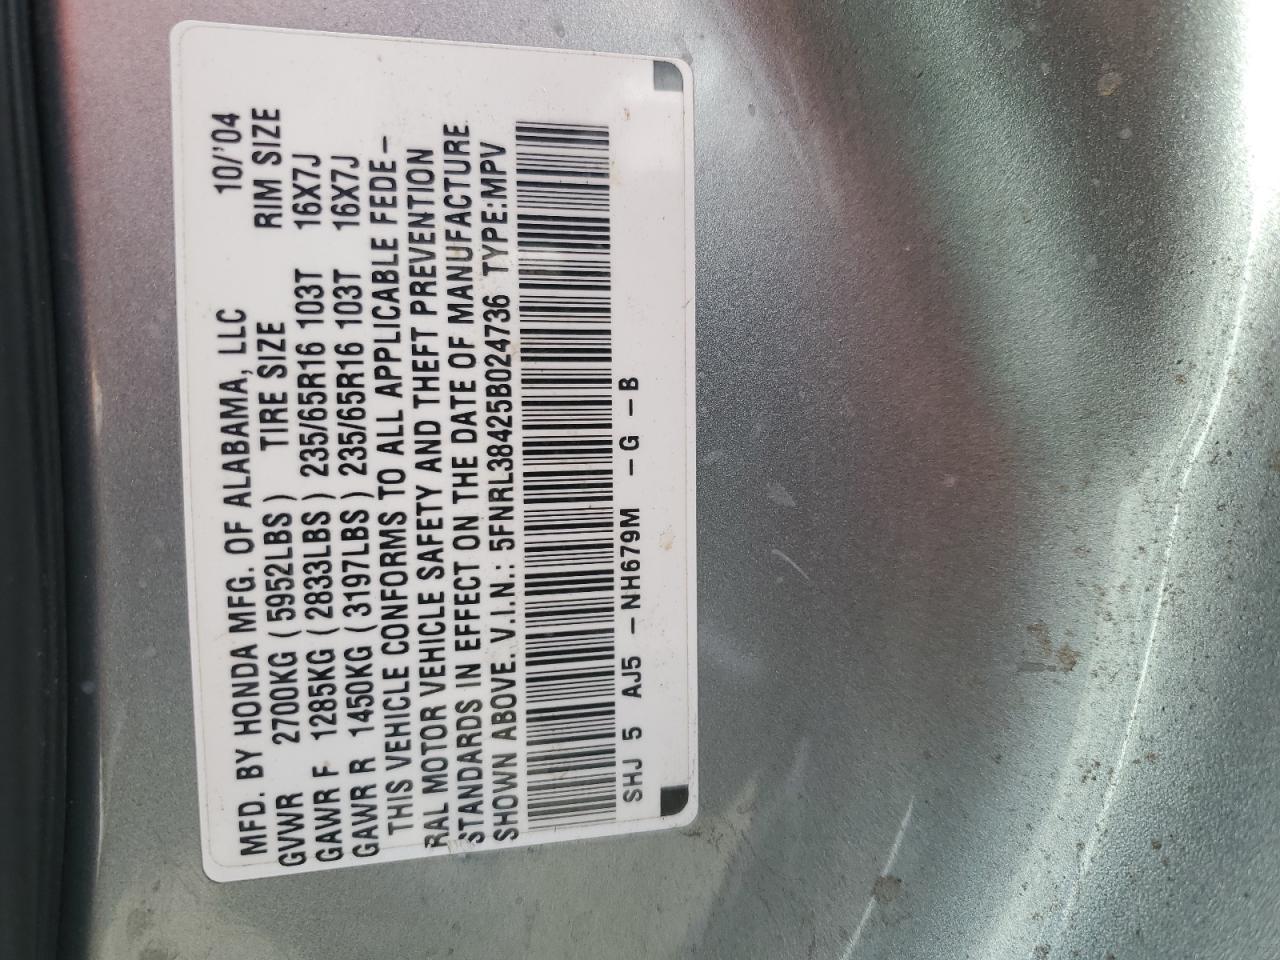 MFD. BY HONDA MFG. OF ALABAMA, LLC 10/'04
GVWR 2700KG ( 5952LBS ) TIRE SIZE RIM SIZE
GAWR F 1285KG ( 2833LBS ) 235/65R16 103T 16X7J
GAWR R 1450KG ( 3197LBS ) 235/65R16 103T 16X7J
THIS VEHICLE CONFORMS TO ALL APPLICABLE FEDE-
RAL MOTOR VEHICLE SAFETY AND THEFT PREVENTION
STANDARDS IN EFFECT ON THE DATE OF MANUFACTURE
SHOWN ABOVE. V.I.N.: 5FNRL38425B024736 TYPE:MPV
SHJ 5 AJ5 -NH679M -G -B